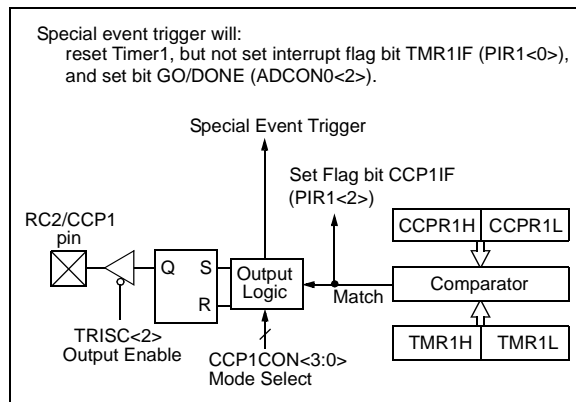 Special event trigger will:
reset Timer1, but not set interrupt flag bit TMR1IF (PIR1<0>),
and set bit GO/DONE (ADCON0<2>).
Special Event Trigger
Set Flag bit CCP1IF
(PIR1<2>)
RC2/CCP1
pin
CCPR1H CCPR1L
Q S
R
Output
Logic
Match
Comparator
TRISC<2>
Output Enable
CCP1CON<3:0>
Mode Select
TMR1H TMR1L